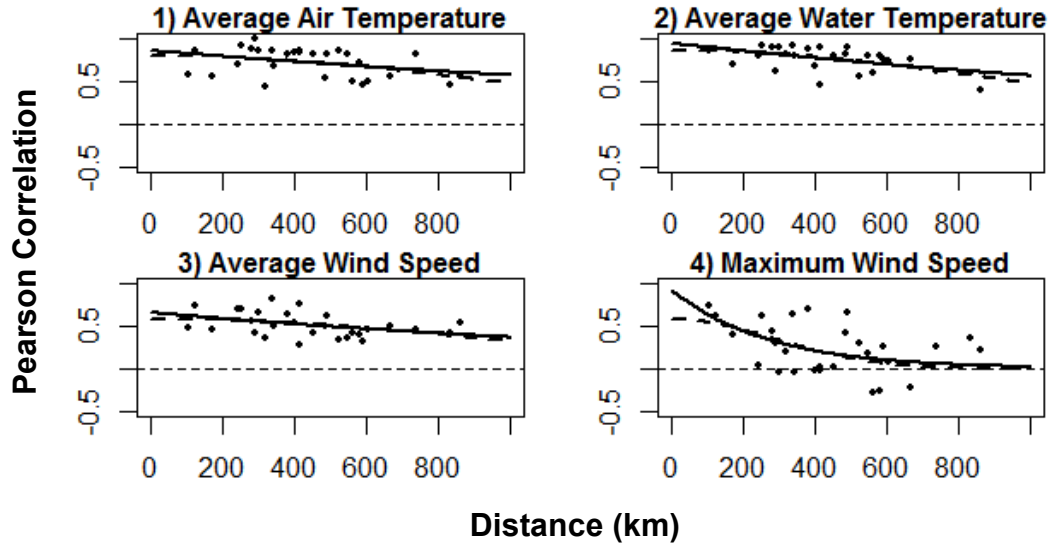 1) Average Air Temperature
2) Average Water Temperature
0.5
-0.5
0 200 400 600 800
0.5
-0.5
0 200 400 600 800
Pearson Correlation
3) Average Wind Speed
4) Maximum Wind Speed
0.5
-0.5
0 200 400 600 800
0.5
-0.5
0 200 400 600 800
Distance (km)